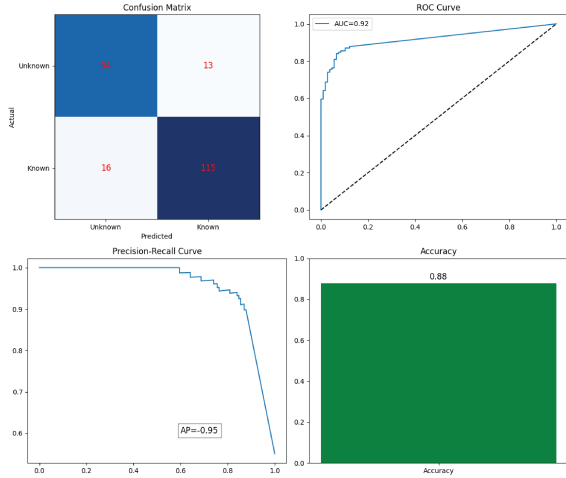 Confusion Matrix
Unknown
94
13
Actual
Known
16
115
Unknown
Known
Predicted
ROC Curve
AUC=0.92
1.0
0.8
0.6
0.4
0.2
0.0
0.0
0.2
0.4
0.6
0.8
1.0
Precision-Recall Curve
1.0
0.9
0.8
0.7
0.6
AP=-0.95
0.0
0.2
0.4
0.6
0.8
1.0
Accuracy
1.0
0.88
0.8
0.6
0.4
0.2
0.0
Accuracy